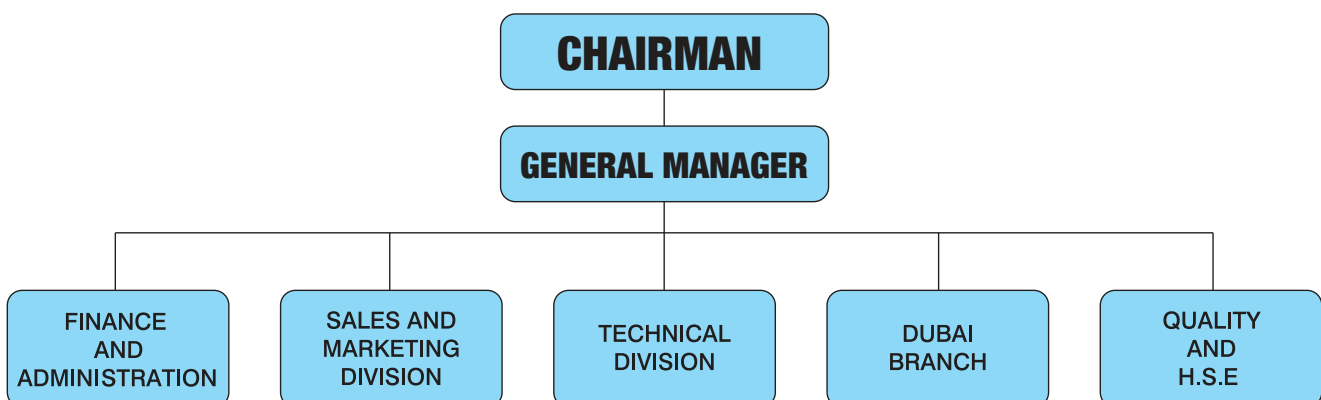 CHAIRMAN
GENERAL MANAGER
FINANCE
AND
ADMINISTRATION
SALES AND
MARKETING
DIVISION
TECHNICAL
DIVISION
DUBAI
BRANCH
QUALITY
AND
H.S.E